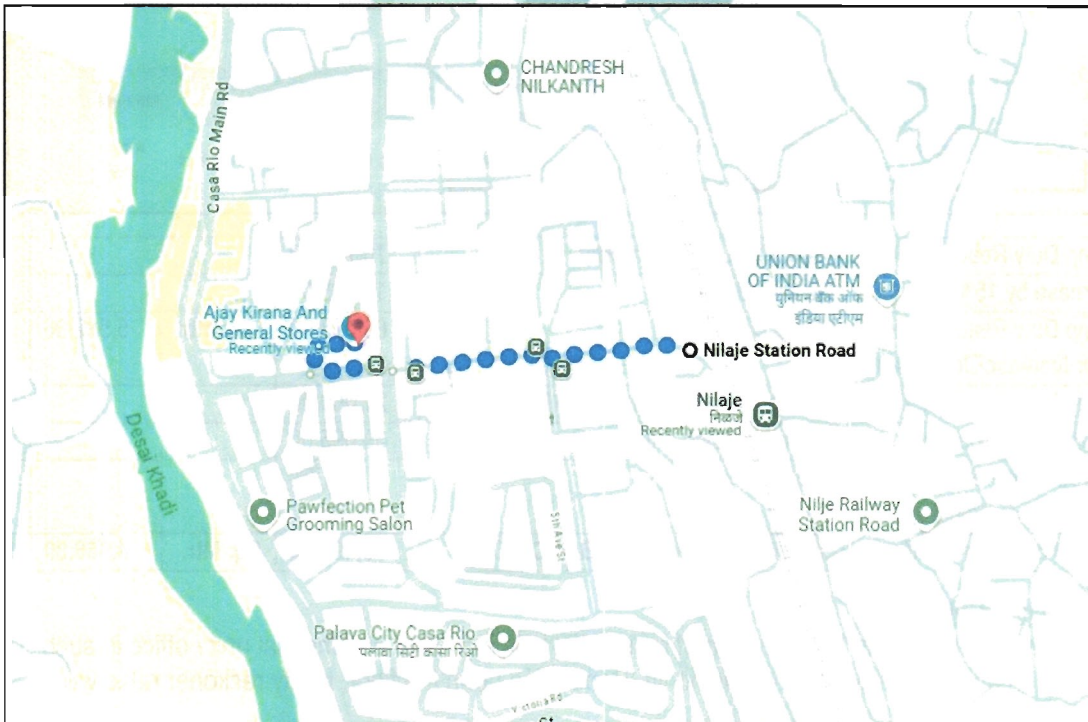 CHANDRESH
NILKANTH
Casa Rio Main Rd
UNION BANK
OF INDIA ATM
युनियन बैंक ऑफ
इंडिया एटीएम
Ajay Kirana And
General Stores
Recently viewed
Nilaje Station Road
Nilaje
निळजे
Recently viewed
Desai Khadi
Pawfection Pet
Grooming Salon
Nilje Railway
Station Road
5th Ave St
Palava City Casa Rio
पलावा सिटी कासा रिओ
Victoria Rd